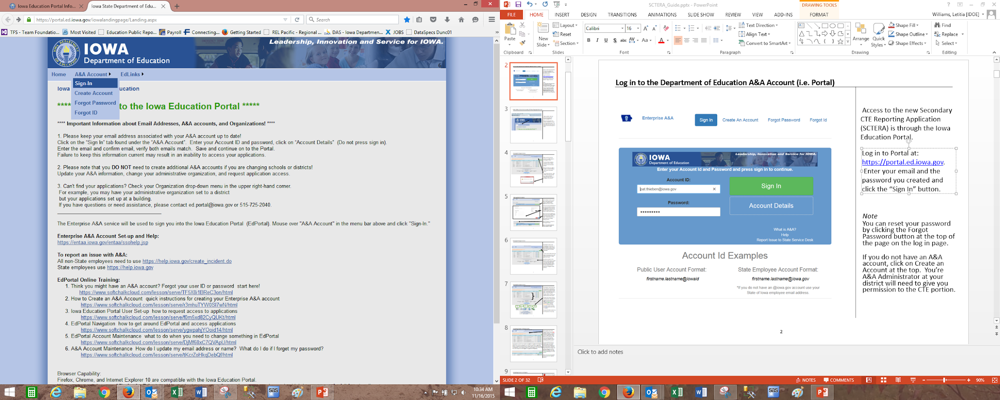 Iowa Education Portal Info...
Iowa State Department of Edu...
https://portal.ed.iowa.gov/iowalandingpage/Landing.aspx
Search
TFS - Team Foundatio...
Most Visited
Education Public Repo...
Payroll
Connecting...
Getting Started
REL Pacific - Regional ...
DAS - Iowa Departmen...
JOBS
DataSpecs Dunc01
Leadership, Innovation and Service for IOWA.
IOWA
Department of Education
6
Home
A&A Account
EdLinks
Sign-In
Create Account
Forgot Password
Forgot ID
Iowa
ucation
**** to the Iowa Education Portal *****
**** Important Information about Email Addresses, A&A accounts, and Organizations! ****
1. Please keep your email address associated with your A&A account up to date!
Click on the “Sign In” tab found under the “A&A Account”.  Enter your Account ID and password, click on “Account Details”  (Do not press sign in).
Enter the email and confirm email, verify both emails match.  Save and continue on to the Portal.
Failure to keep this information current may result in an inability to access your applications.
2. Please note that you DO NOT need to create additional A&A accounts if you are changing schools or districts!
Update your A&A information, change your administrative organization, and request application access.
3. Can't find your applications? Check your Organization drop-down menu in the upper right-hand corner.
For example, you may have your administrative organization set to a district
but your applications set up at a building.
If you have questions or need assistance, please contact ed.portal@iowa.gov or 515-725-2040.
The Enterprise A&A service will be used to sign you into the Iowa Education Portal  (EdPortal). Mouse over "A&A Account" in the menu bar above and click "Sign-In."
Enterprise A&A Account Set-up and Help:
https://entaa.iowa.gov/entaa/ssohelp.jsp
To report an issue with A&A:
All non-State employees need to use https://help.iowa.gov/create_incident.do
State employees use https://help.iowa.gov
EdPortal Online Training:
1. Think you might have an A&A account? Forgot your user ID or password  start here!
https://www.softchalkcloud.com/lesson/serve/TF5X8i1BReC3on/html
2. How to Create an A&A Account  quick instructions for creating your Enterprise A&A account
https://www.softchalkcloud.com/lesson/serve/r3mhuTYW0SI7wN/html
3. Iowa Education Portal User Set-up  how to request access to applications
https://www.softchalkcloud.com/lesson/serve/f0m5xd82CyQUKt/html
4. EdPortal Navigation  how to get around EdPortal and access applications
https://www.softchalkcloud.com/lesson/serve/ygwpahjYOoid14/html
5. EdPortal Account Maintenance  what to do when you need to change something in EdPortal
https://www.softchalkcloud.com/lesson/serve/DjMf68xC7QVApU/html
6. A&A Account Maintenance  How do I update my email address or name?  What do I do if I forget my password?
https://www.softchalkcloud.com/lesson/serve/tKcrZoHkqDebQf/html
Browser Capability:
Firefox, Chrome, and Internet Explorer 10 are compatible with the Iowa Education Portal.
10:34 AM
11/16/2015
SCTERA_Guide.pptx - PowerPoint
DRAWING TOOLS
FILE
HOME
INSERT
DESIGN
TRANSITIONS
ANIMATIONS
SLIDE SHOW
REVIEW
VIEW
ADD-INS
FORMAT
Williams, Letitia [IDOE]
Paste
New
Slide
Layout
Reset
Section
Calibri
16
B I U S abc AV Aa A
Text Direction
Align Text
Convert to SmartArt
Arrange
Quick
Styles
Shape Fill
Shape Outline
Shape Effects
Find
Replace
Select
Clipboard
Slides
Font
Paragraph
Drawing
Editing
2
3
4
5
6
7
8
9
Log in to the Department of Education A&A Account (i.e. Portal)
Enterprise A&A
Sign In
Create An Account
Forgot Password
Forgot Id
Leadership, Innovation and Service for IOWA.
IOWA
Department of Education
Enter your Account Id and Password and press sign in to continue.
Account ID:
pat.thieben@iowa.gov
Sign In
Password:
Account Details
What is A&A?
Help
Report Issue to State Service Desk
Account Id Examples
Public User Account Format:
firstname.lastname@iowaid
State Employee Account Format:
firstname.lastname@iowa.gov
*If you do not have an @iowa.gov account use your
State of Iowa employee email address.
Access to the new Secondary
CTE Reporting Application
(SCTERA) is through the Iowa
Education Portal.
Log in to Portal at:
https://portal.ed.iowa.gov.
Enter your email and the
password you created and
click the “Sign In” button.
Note
You can reset your password
by clicking the Forgot
Password button at the top of
the page on the log in page.
If you do not have an A&A
account, click on Create an
Account at the top.  You’re
A&A Administrator at your
district will need to give you
permission to the CTE portion.
2
Click to add notes
SLIDE 2 OF 32
NOTES
COMMENTS
90%